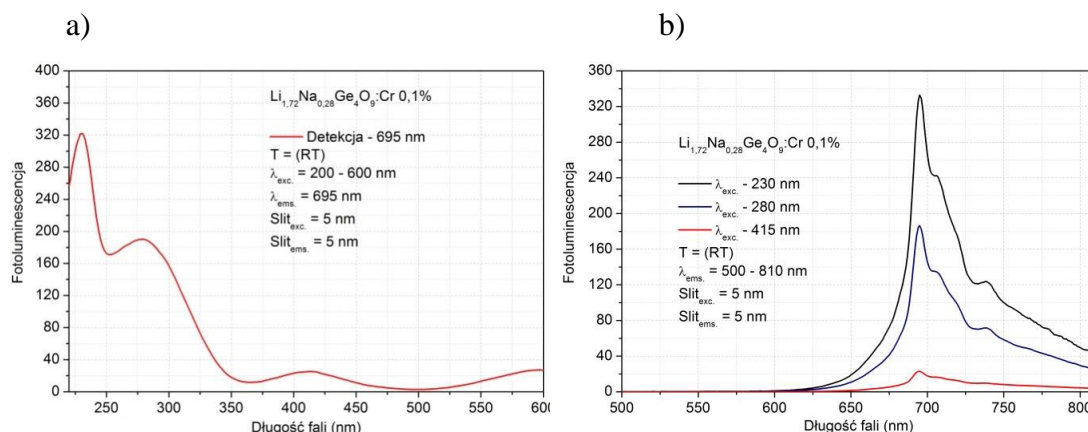 a)
b)
Fotoluminescencja
400
360
320
280
240
200
160
120
80
40
0
Li1,72Na0,28Ge4O9:Cr 0,1%
Detekcja - 695 nm
T = (RT)
λexc. = 200 - 600 nm
λems. = 695 nm
Slitexc. = 5 nm
Slitems. = 5 nm
250 300 350 400 450 500 550 600
Długość fali (nm)
Fotoluminescencja
360
320
280
240
200
160
120
80
40
0
Li1,72Na0,28Ge4O9:Cr 0,1%
λexc. - 230 nm
λexc. - 280 nm
λexc. - 415 nm
T = (RT)
λems. = 500 - 810 nm
Slitexc. = 5 nm
Slitems. = 5 nm
500 550 600 650 700 750 800
Długość fali (nm)